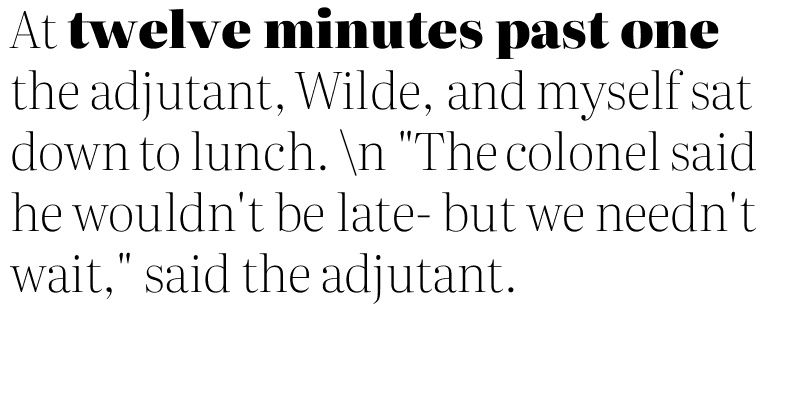 At twelve minutes past one
the adjutant, Wilde, and myself sat
down to lunch. \n "The colonel said
he wouldn't be late- but we needn't
wait," said the adjutant.